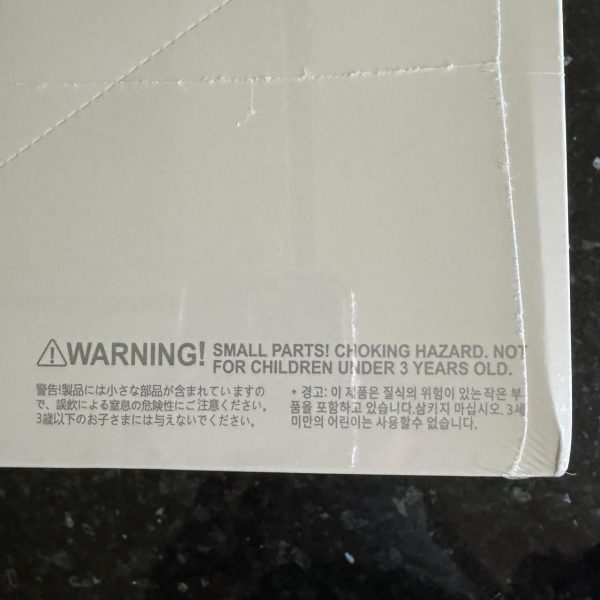 ⚠WARNING! SMALL PARTS! CHOKING HAZARD. NOT
FOR CHILDREN UNDER 3 YEARS OLD.
警告!製品には小さな部品が含まれていますの
で、誤飲による窒息の危険性にご注意ください。
3歳以下のお子さまには与えないでください。
* 경고: 이 제품은 질식의 위험이 있는 작은 부
품을 포함하고 있습니다.삼키지 마십시오. 3세
미만의 어린이는 사용할수 없습니다.